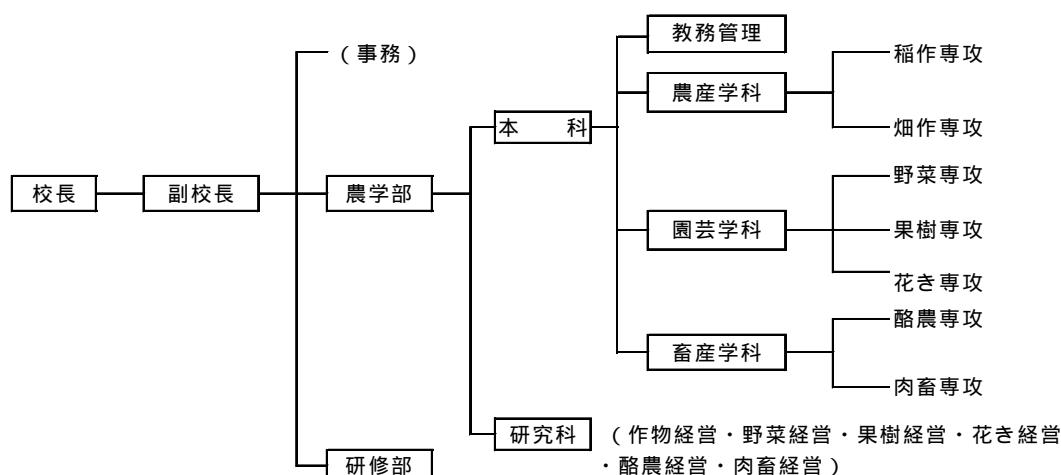 教務管理
（事務）
稲作専攻
農産学科
本　　科
畑作専攻
野菜専攻
校長
副校長
農学部
園芸学科
果樹専攻
花き専攻
酪農専攻
畜産学科
肉畜専攻
研究科
（作物経営・野菜経営・果樹経営・花き経営
・酪農経営・肉畜経営）
研修部